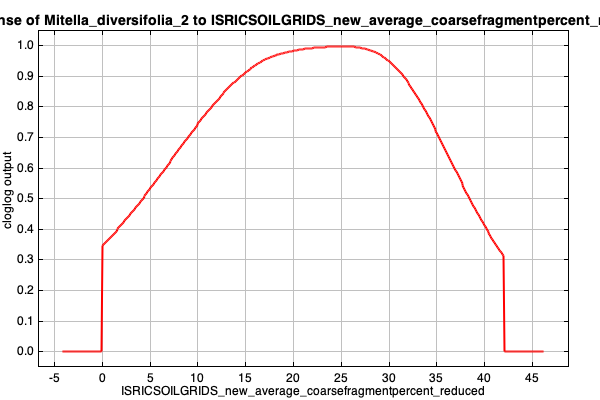 nse of Mitella_diversifolia_2 to ISRICSOILGRIDS_new_average_coarsefragmentpercent_r
1.0
0.9
0.8
0.7
0.6
0.5
0.4
0.3
0.2
0.1
0.0
cloglog output
-5 0 5 10 15 20 25 30 35 40 45
ISRICSOILGRIDS_new_average_coarsefragmentpercent_reduced